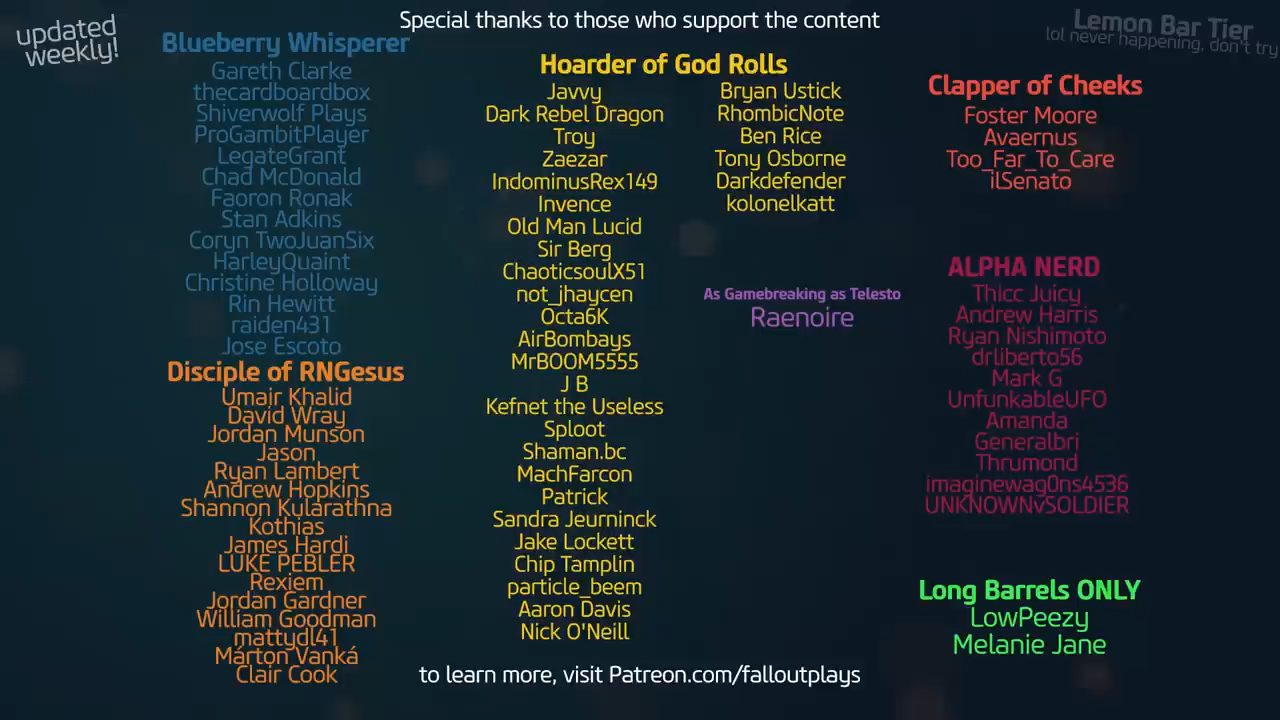 updated
weekly!
Special thanks to those who support the content
Lemon Bar Tier
lol never happening, don't try
Blueberry Whisperer
Gareth Clarke
thecardboardbox
Shiverwolf Plays
ProGambitPlayer
LegateGrant
Chad McDonald
Faoron Ronak
Stan Adkins
Coryn TwoJuanSix
HarleyQuaint
Christine Holloway
Rin Hewitt
raiden431
Jose Escoto
Disciple of RNGesus
Umair Khalid
David Wray
Jordan Munson
Jason
Ryan Lambert
Andrew Hopkins
Shannon Kularathna
Kothias
James Hardi
LUKE PEBLER
Rexiem
Jordan Gardner
William Goodman
mattydl41
Márton Vanká
Clair Cook
Hoarder of God Rolls
Javvy
Dark Rebel Dragon
Troy
Zaezar
IndominusRex149
Invence
Old Man Lucid
Sir Berg
ChaoticsoulX51
not_jhaycen
Octa6K
AirBombays
MrBOOM5555
J B
Kefnet the Useless
Sploot
Shaman.bc
MachFarcon
Patrick
Sandra Jeurninck
Jake Lockett
Chip Tamplin
particle_beem
Aaron Davis
Nick O'Neill
Bryan Ustick
RhombicNote
Ben Rice
Tony Osborne
Darkdefender
kolonelkatt
As Gamebreaking as Telesto
Raenoire
Clapper of Cheeks
Foster Moore
Avaernus
Too_Far_To_Care
ilSenato
ALPHA NERD
Thicc Juicy
Andrew Harris
Ryan Nishimoto
drliberto56
Mark G
UnfunkableUFO
Amanda
Generalbri
Thrumond
imaginewag0ns4536
UNKNOWNvSOLDIER
Long Barrels ONLY
LowPeezy
Melanie Jane
to learn more, visit Patreon.com/falloutplays